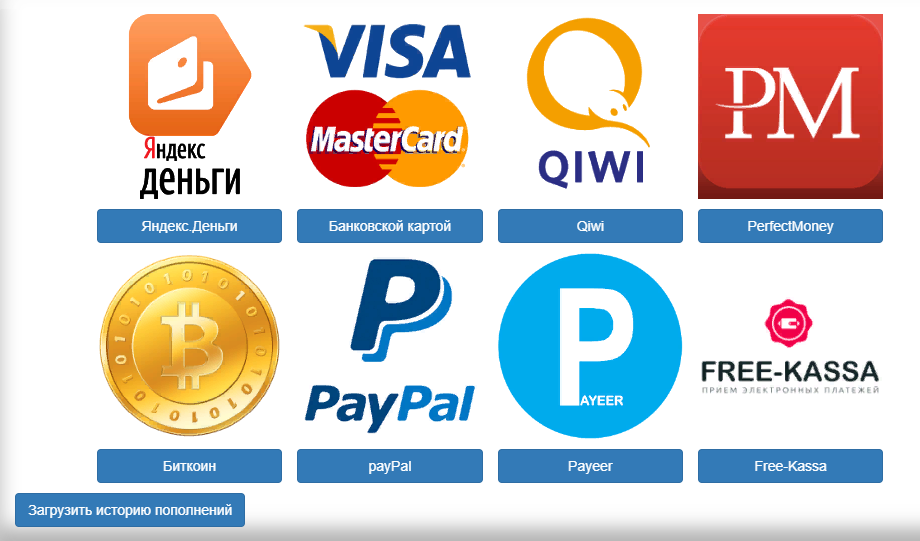 Яндекс
деньги
VISA
MasterCard
QIWI
PM
Яндекс.Деньги
Банковской картой
Qiwi
PerfectMoney
PayPal
PAYEER
FREE-KASSA
ПРИЕМ ЭЛЕКТРОННЫХ ПЛАТЕЖЕЙ
Биткоин
payPal
Payeer
Free-Kassa
Загрузить историю пополнений